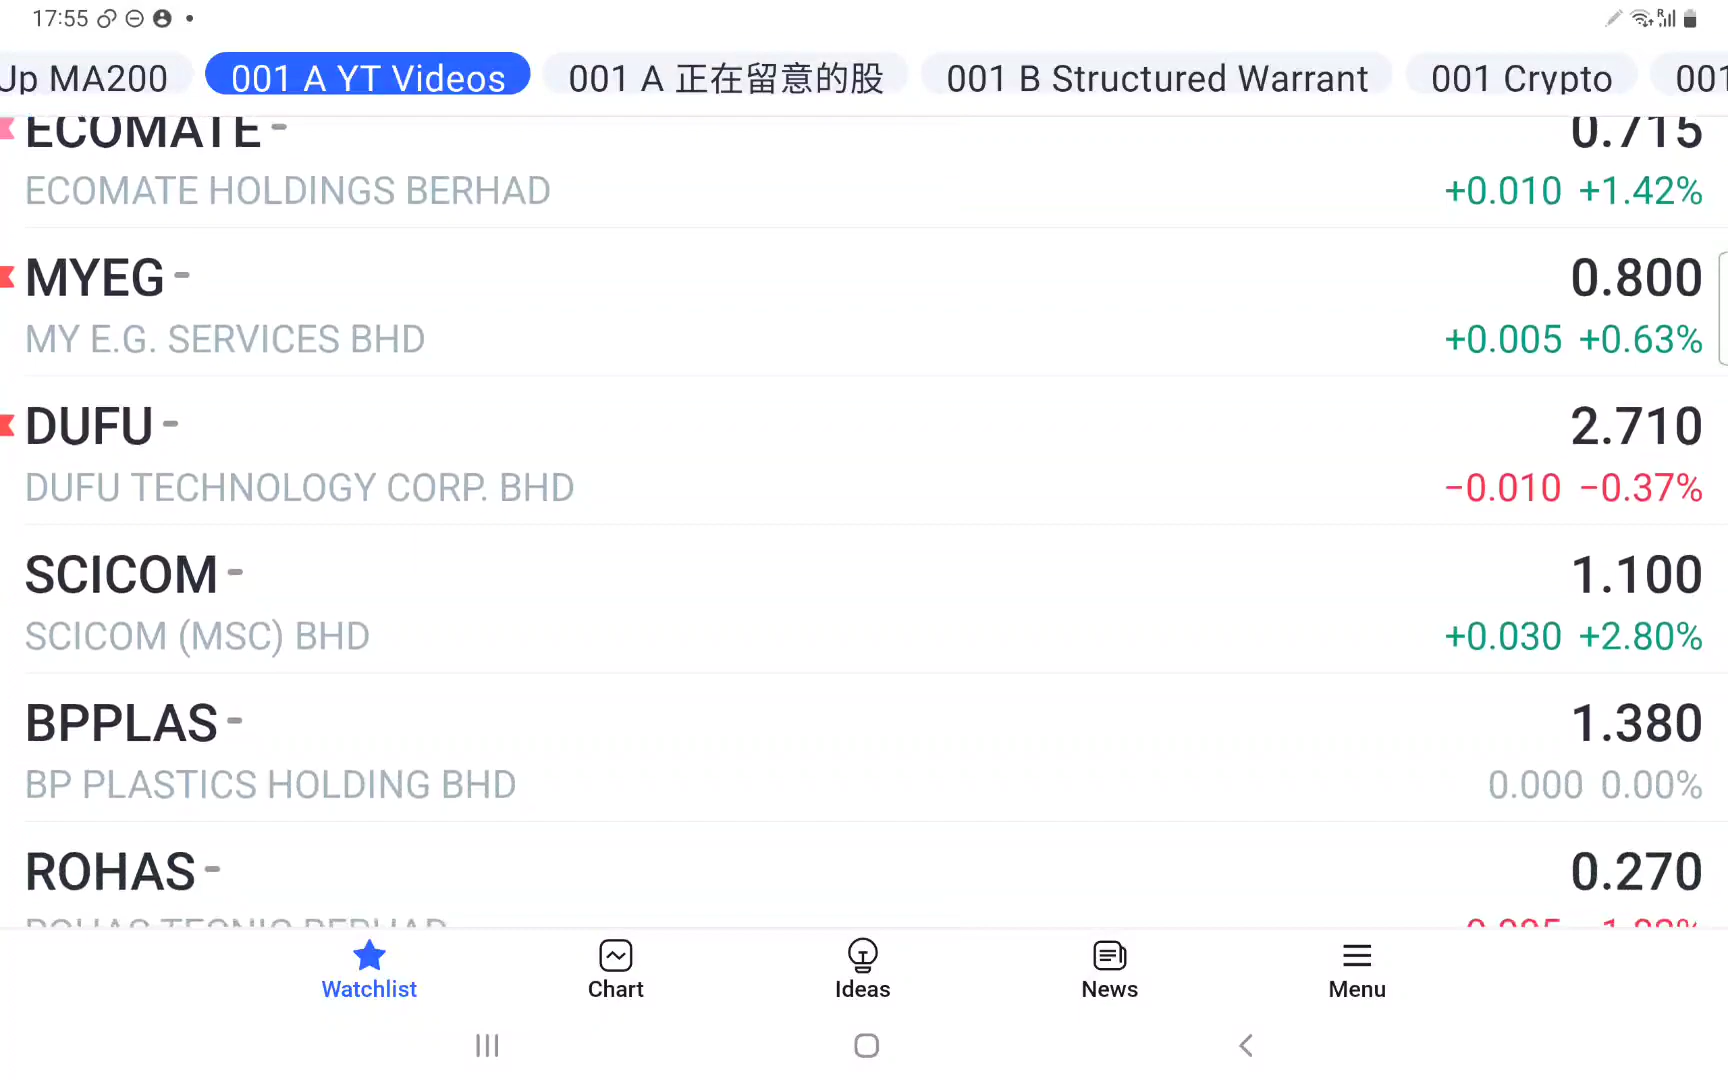 17:55
Up MA200 001 A YT Videos 001 A 正在留意的股 001 B Structured Warrant 001 Crypto 001
ECOMATE 0.715
ECOMATE HOLDINGS BERHAD +0.010 +1.42%
MYEG 0.800
MY E.G. SERVICES BHD +0.005 +0.63%
DUFU 2.710
DUFU TECHNOLOGY CORP. BHD −0.010 −0.37%
SCICOM 1.100
SCICOM (MSC) BHD +0.030 +2.80%
BPPLAS 1.380
BP PLASTICS HOLDING BHD 0.000 0.00%
ROHAS 0.270
Watchlist Chart Ideas News Menu